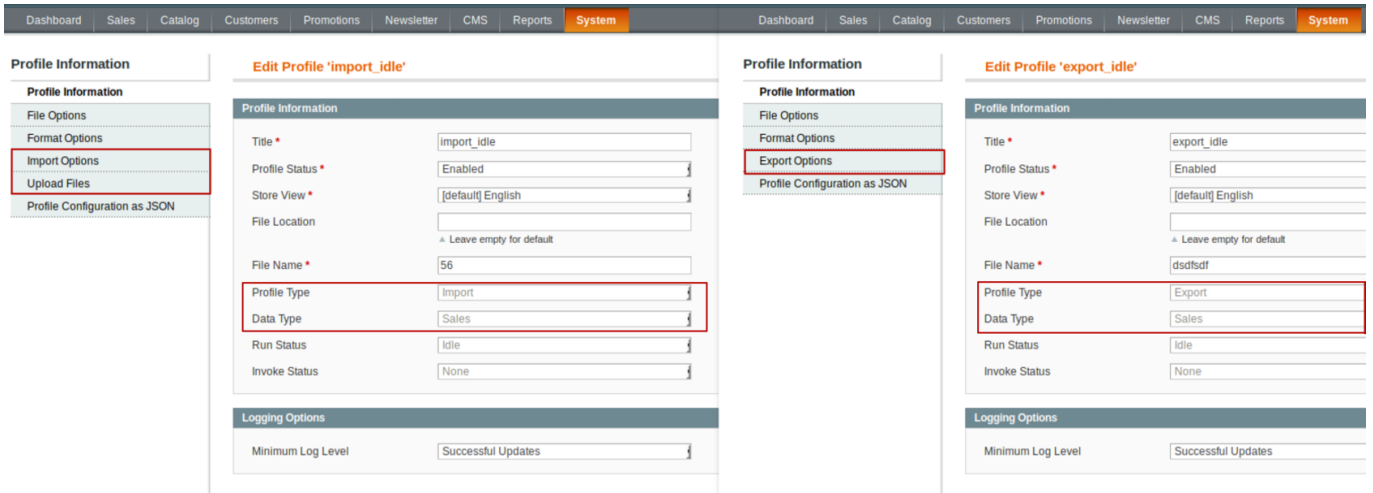 Dashboard Sales Catalog Customers Promotions Newsletter CMS Reports System
Profile Information
Profile Information
File Options
Format Options
Import Options
Upload Files
Profile Configuration as JSON
Edit Profile 'import_idle'
Profile Information
Title * import_idle
Profile Status * Enabled
Store View * [default] English
File Location
▲ Leave empty for default
File Name * 56
Profile Type Import
Data Type Sales
Run Status Idle
Invoke Status None
Logging Options
Minimum Log Level Successful Updates
Dashboard Sales Catalog Customers Promotions Newsletter CMS Reports System
Profile Information
Profile Information
File Options
Format Options
Export Options
Profile Configuration as JSON
Edit Profile 'export_idle'
Profile Information
Title * export_idle
Profile Status * Enabled
Store View * [default] English
File Location
▲ Leave empty for default
File Name * dsdfsdf
Profile Type Export
Data Type Sales
Run Status Idle
Invoke Status None
Logging Options
Minimum Log Level Successful Updates